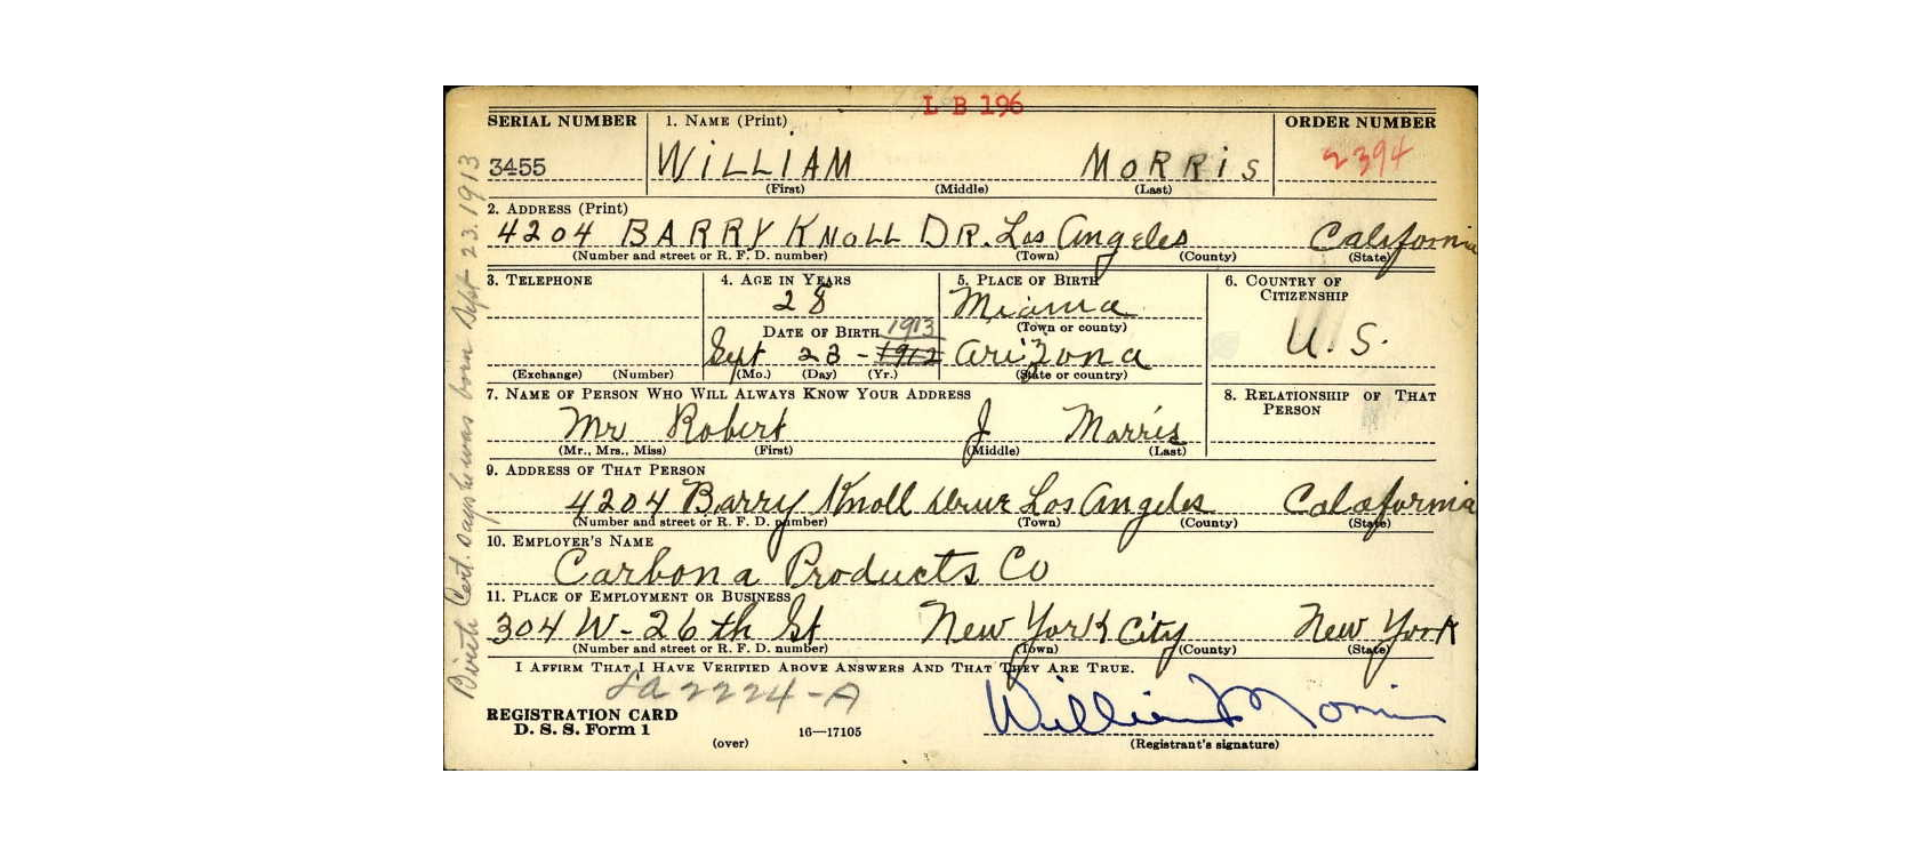 L B 196
SERIAL NUMBER 1. NAME (Print) ORDER NUMBER
3455 WiLLIAM MORRiS 2394
(First) (Middle) (Last)
2. ADDRESS (Print)
4204 BARRY KNOLL DR. Los Angeles California
(Number and street or R. F. D. number) (Town) (County) (State)
3. TELEPHONE 4. AGE IN YEARS 5. PLACE OF BIRTH 6. COUNTRY OF CITIZENSHIP
28 Miama U. S.
DATE OF BIRTH 1913 (Town or county)
Sept 23 - 1912 Arizona
(Exchange) (Number) (Mo.) (Day) (Yr.) (State or country)
7. NAME OF PERSON WHO WILL ALWAYS KNOW YOUR ADDRESS 8. RELATIONSHIP OF THAT PERSON
Mr Robert J Morris
(Mr., Mrs., Miss) (First) (Middle) (Last)
9. ADDRESS OF THAT PERSON
4204 Barry Knoll Los Angeles California
(Number and street or R. F. D. number) (Town) (County) (State)
10. EMPLOYER'S NAME
Carbona Products Co
11. PLACE OF EMPLOYMENT OR BUSINESS
304 W- 26 th St New York City New York
(Number and street or R. F. D. number) (Town) (County) (State)
I AFFIRM THAT I HAVE VERIFIED ABOVE ANSWERS AND THAT THEY ARE TRUE.
2224-A
William Morris
REGISTRATION CARD
D. S. S. Form 1 16—17105
(over) (Registrant's signature)
Birth Cert. says he was born Sept 23. 1913